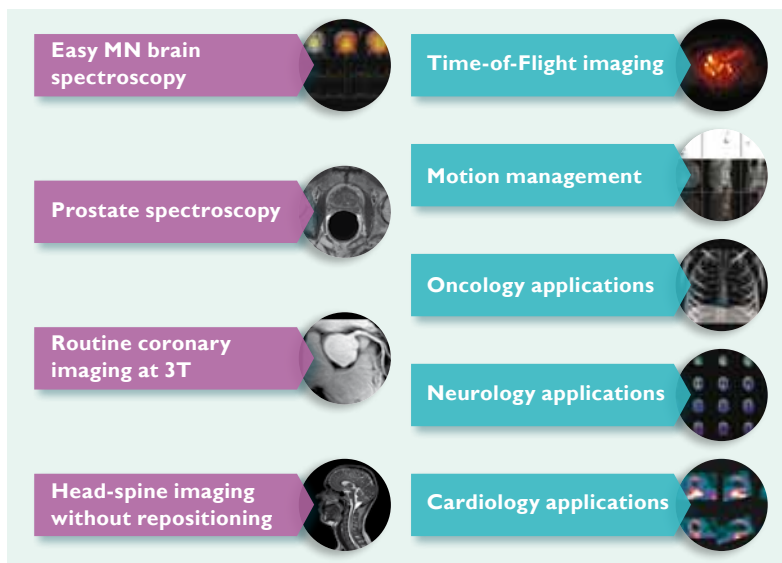 Easy MN brain
spectroscopy
Prostate spectroscopy
Routine coronary
imaging at 3T
Head-spine imaging
without repositioning
Time-of-Flight imaging
Motion management
Oncology applications
Neurology applications
Cardiology applications